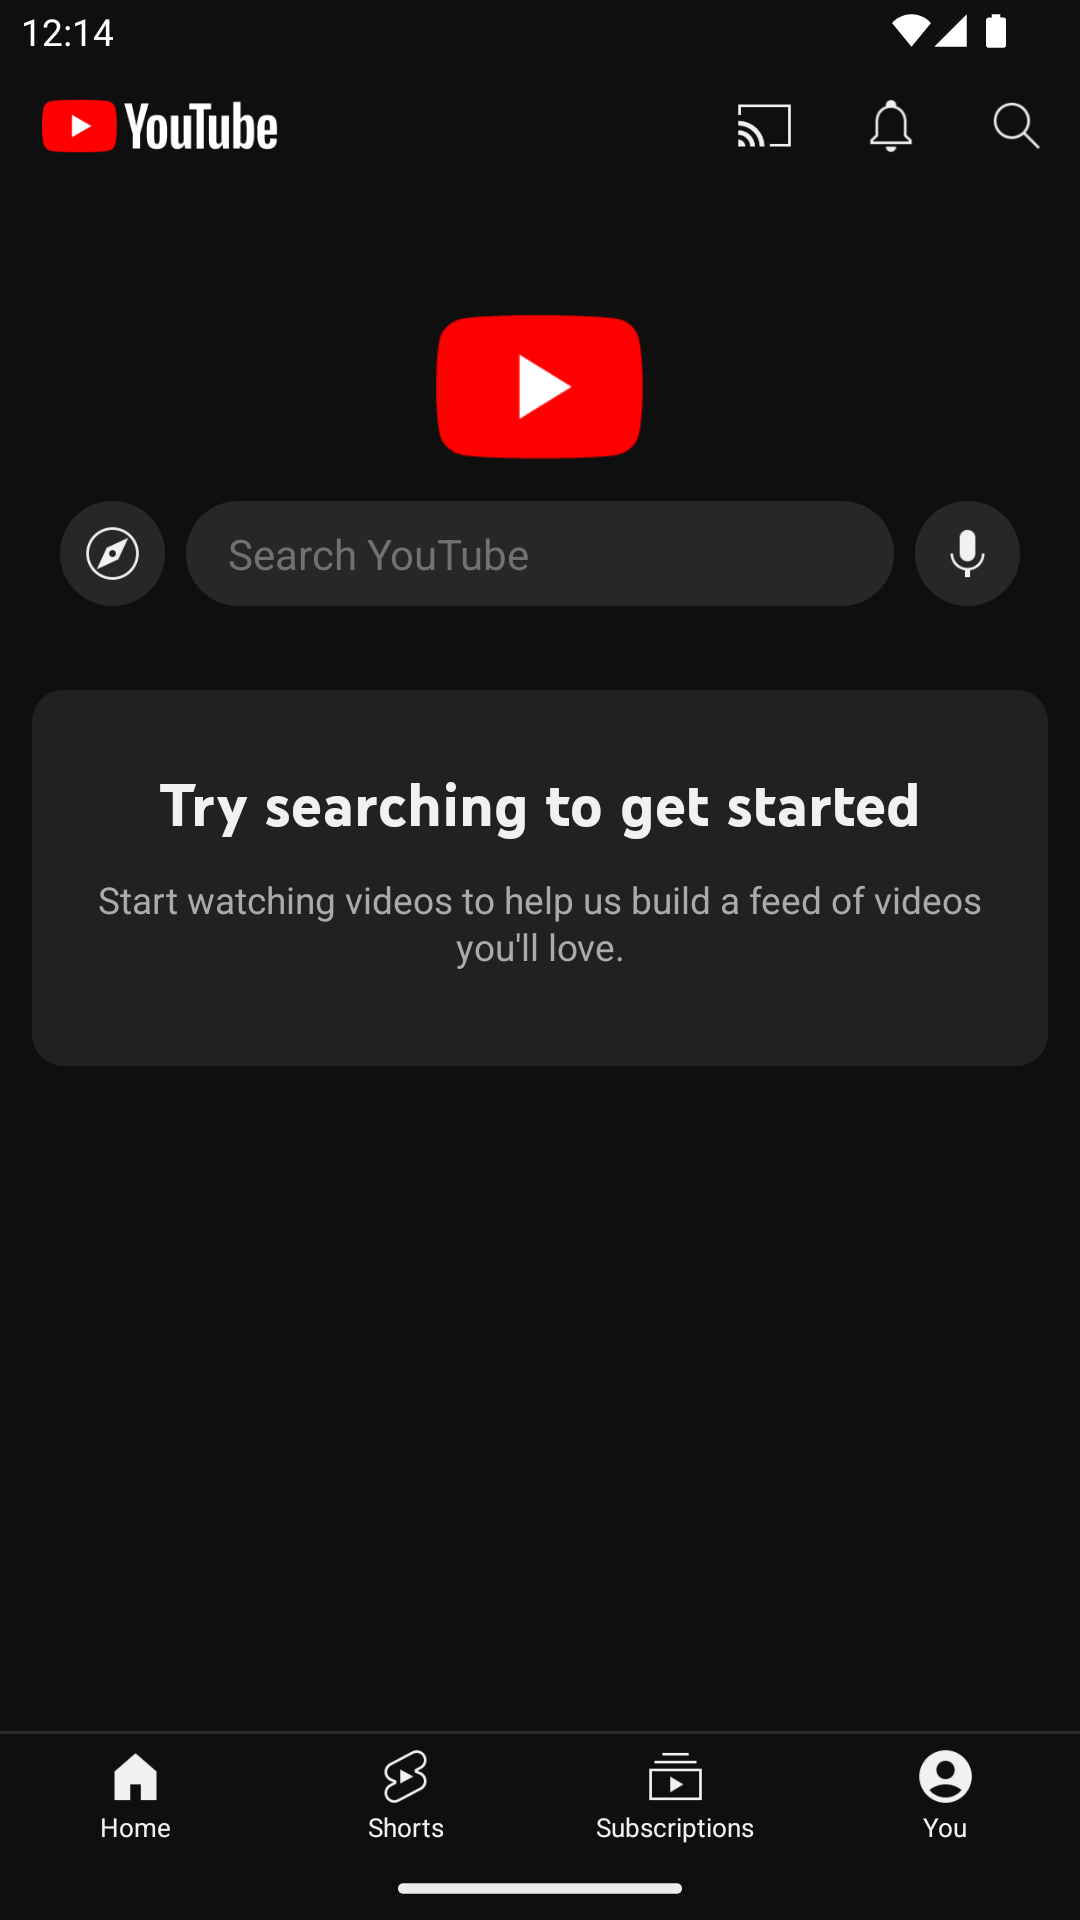 12:14
YouTube
Search YouTube
Try searching to get started
Start watching videos to help us build a feed of videos
you'll love.
Home
Shorts
Subscriptions
You